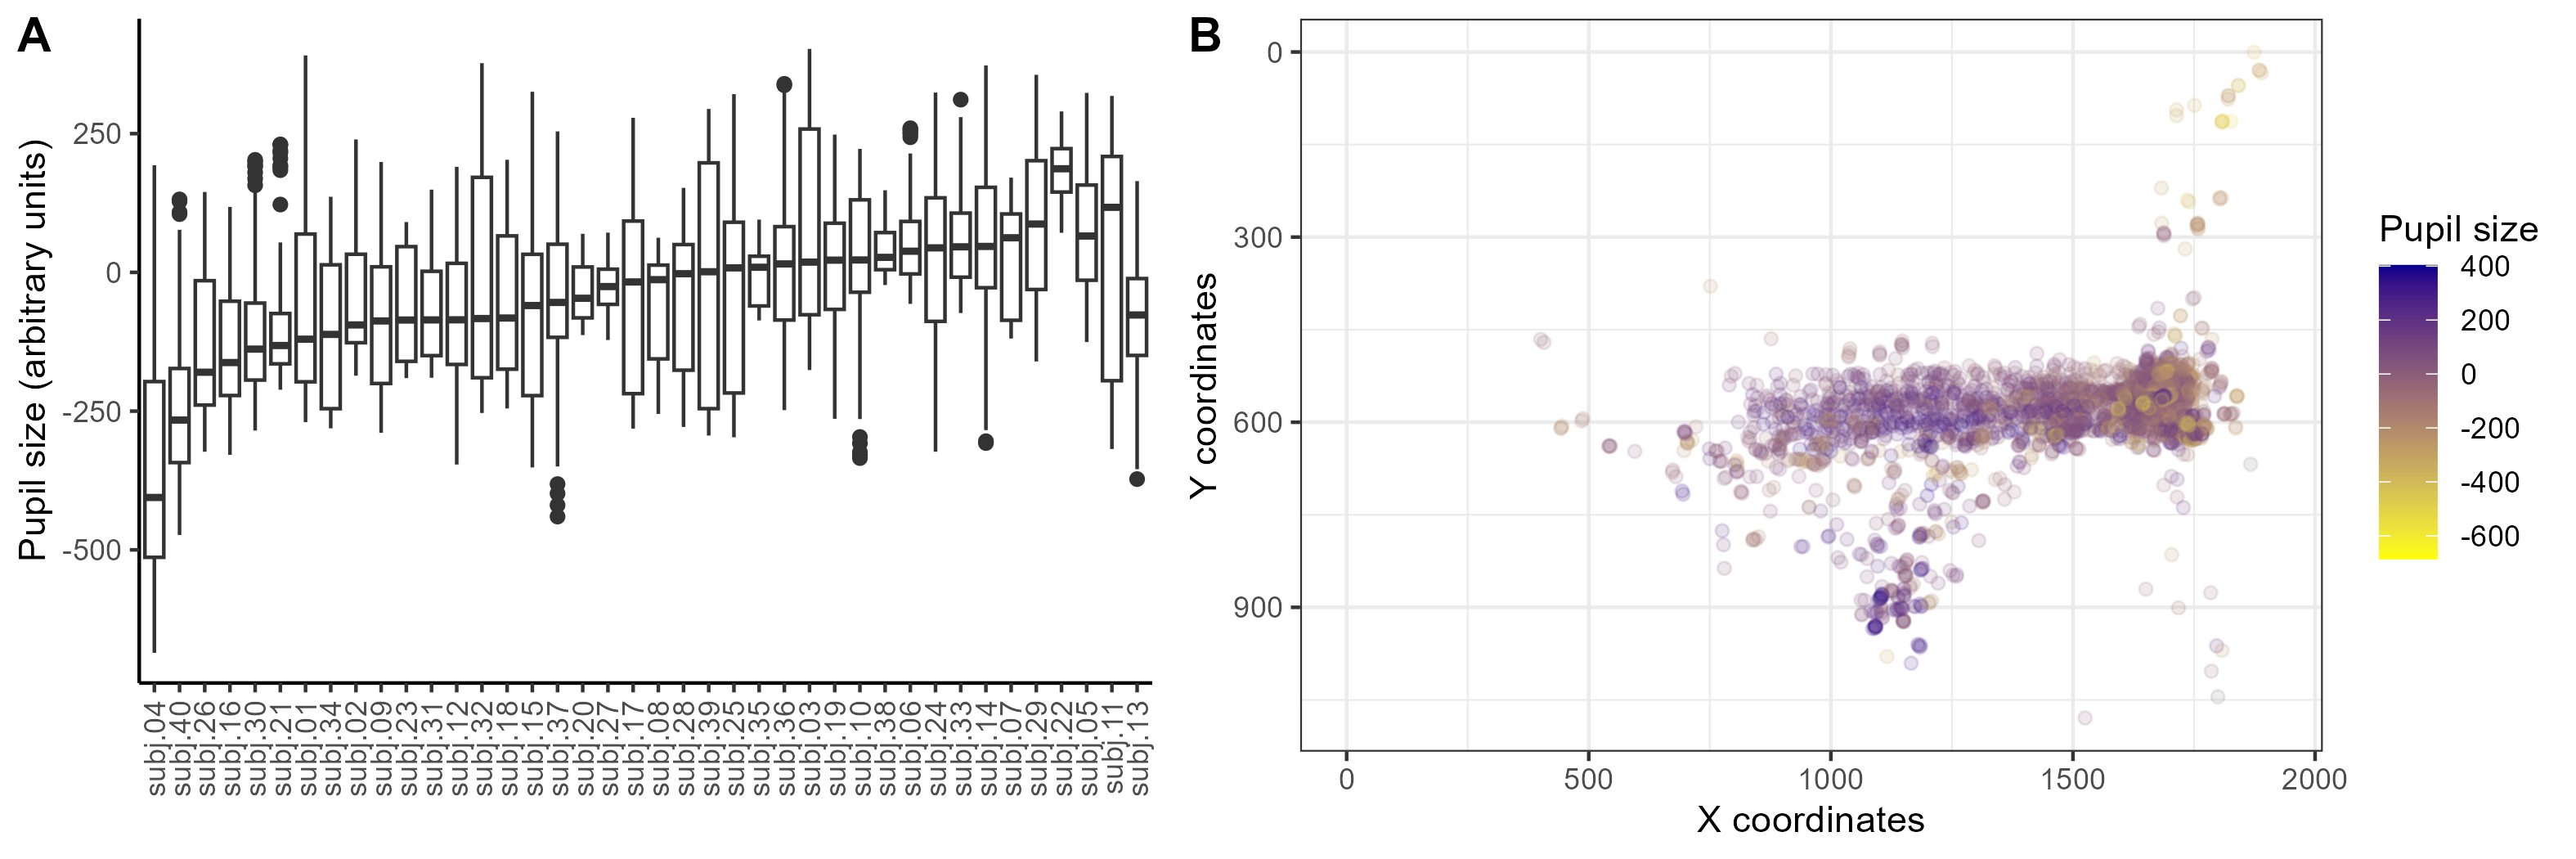 A
Pupil size (arbitrary units)
250
0
-250
-500
subj.04
subj.40
subj.26
subj.16
subj.30
subj.21
subj.01
subj.34
subj.02
subj.09
subj.23
subj.31
subj.12
subj.32
subj.18
subj.15
subj.37
subj.20
subj.27
subj.17
subj.08
subj.28
subj.39
subj.25
subj.35
subj.36
subj.03
subj.19
subj.10
subj.38
subj.06
subj.24
subj.33
subj.14
subj.07
subj.29
subj.22
subj.05
subj.11
subj.13
B
Y coordinates
0
300
600
900
0
500
1000
1500
2000
X coordinates
Pupil size
400
200
0
-200
-400
-600